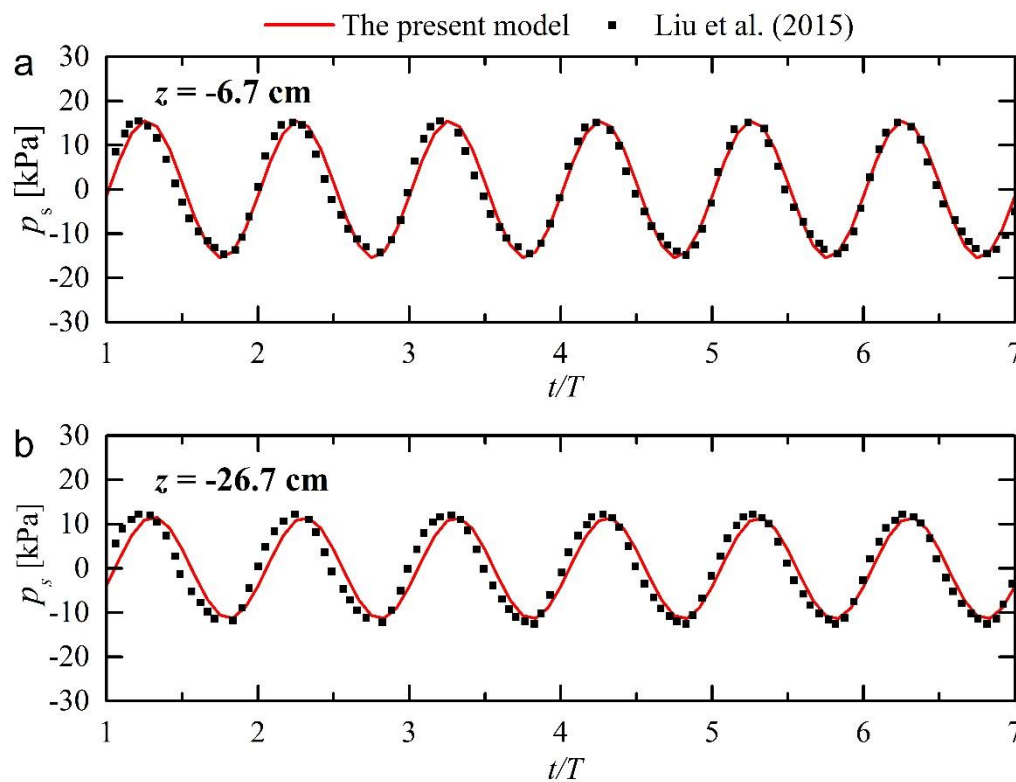 The present model Liu et al. (2015)
a
30
20
10
0
-10
-20
-30
p_s [kPa]
z = -6.7 cm
1 2 3 4 5 6 7
t/T
b
30
20
10
0
-10
-20
-30
p_s [kPa]
z = -26.7 cm
1 2 3 4 5 6 7
t/T